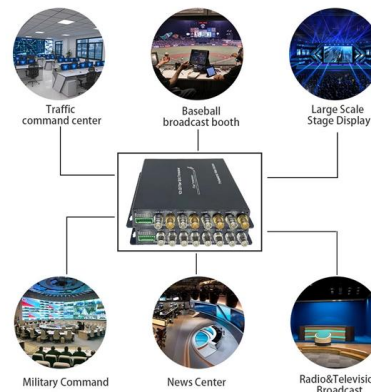 Traffic
command center
Baseball
broadcast booth
Large Scale
Stage Display
Military Command
News Center
Radio&Televisio
Broadcast